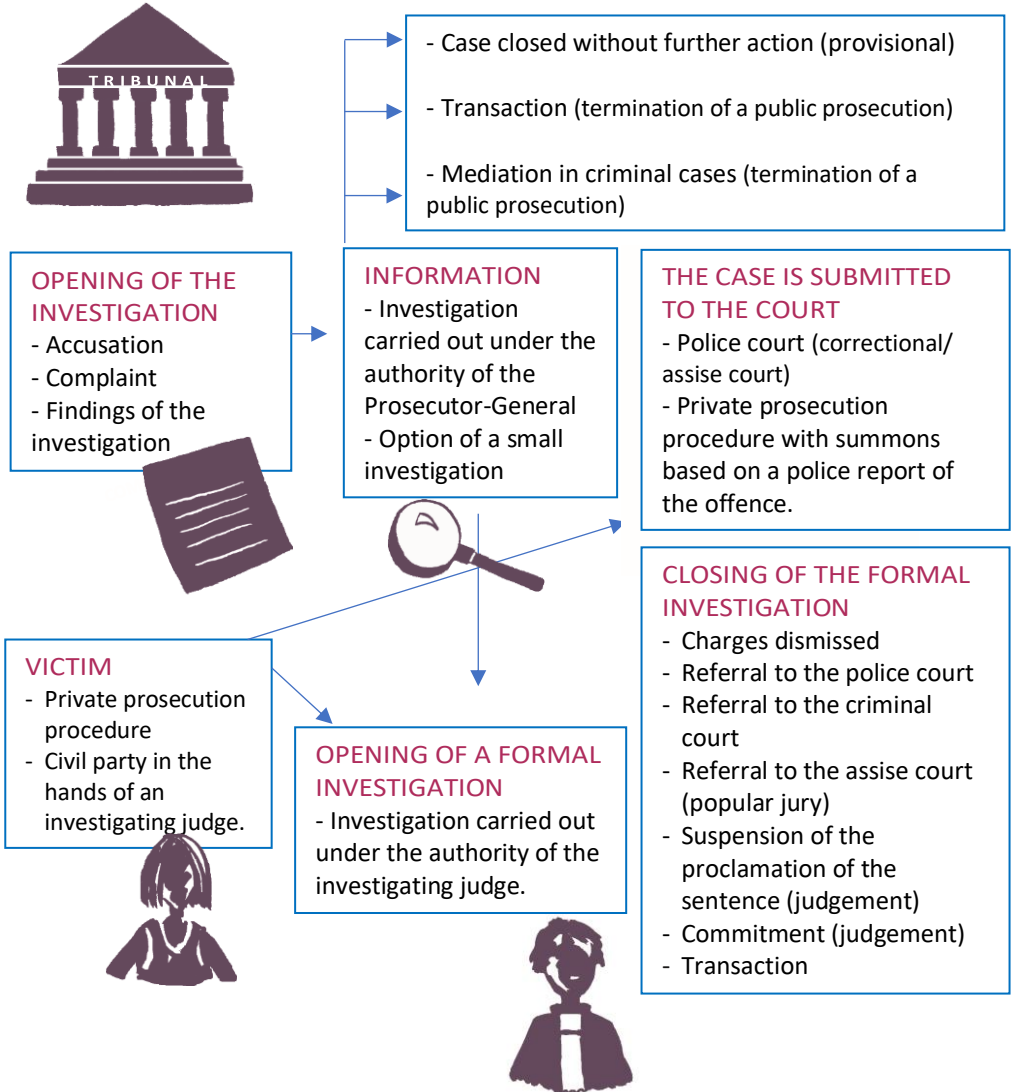 TRIBUNAL
- Case closed without further action (provisional)
- Transaction (termination of a public prosecution)
- Mediation in criminal cases (termination of a
public prosecution)
OPENING OF THE
INVESTIGATION
- Accusation
- Complaint
- Findings of the
investigation
INFORMATION
- Investigation
carried out under the
authority of the
Prosecutor-General
- Option of a small
investigation
THE CASE IS SUBMITTED
TO THE COURT
- Police court (correctional/
assise court)
- Private prosecution
procedure with summons
based on a police report of
the offence.
VICTIM
- Private prosecution
procedure
- Civil party in the
hands of an
investigating judge.
OPENING OF A FORMAL
INVESTIGATION
- Investigation carried out
under the authority of the
investigating judge.
CLOSING OF THE FORMAL
INVESTIGATION
- Charges dismissed
- Referral to the police court
- Referral to the criminal
court
- Referral to the assise court
(popular jury)
- Suspension of the
proclamation of the
sentence (judgement)
- Commitment (judgement)
- Transaction